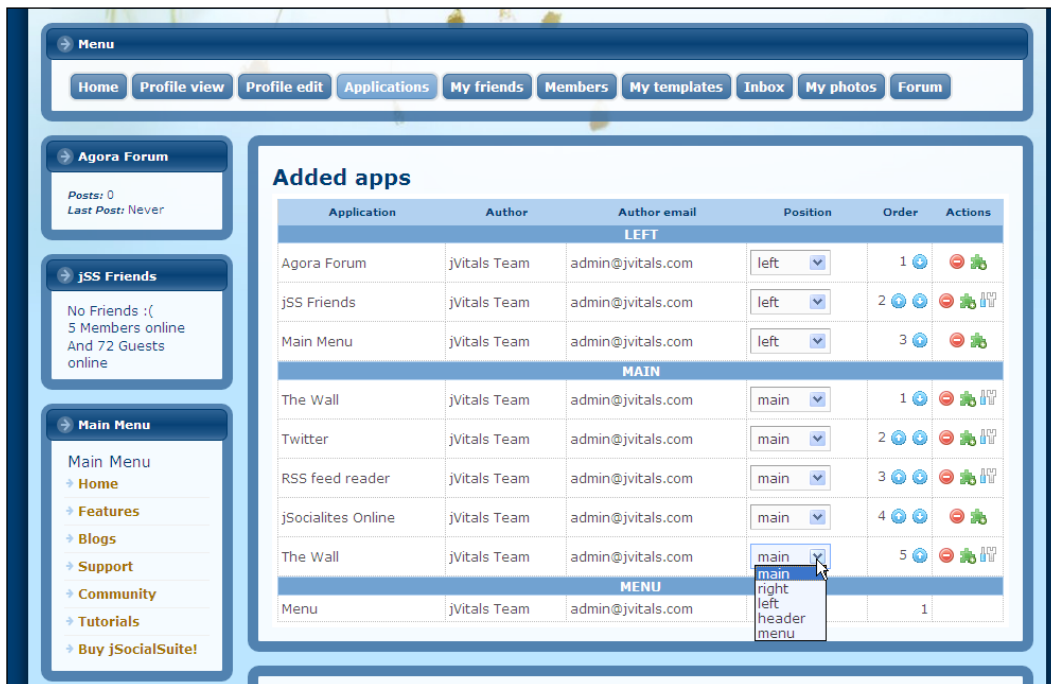 Menu
Home Profile view Profile edit Applications My friends Members My templates Inbox My photos Forum
Agora Forum
Posts: 0
Last Post: Never
jSS Friends
No Friends :(
5 Members online
And 72 Guests
online
Main Menu
Main Menu
Home
Features
Blogs
Support
Community
Tutorials
Buy jSocialSuite!
Added apps
Application Author Author email Position Order Actions
LEFT
Agora Forum jVitals Team admin@jvitals.com left 1
jSS Friends jVitals Team admin@jvitals.com left 2
Main Menu jVitals Team admin@jvitals.com left 3
MAIN
The Wall jVitals Team admin@jvitals.com main 1
Twitter jVitals Team admin@jvitals.com main 2
RSS feed reader jVitals Team admin@jvitals.com main 3
jSocialites Online jVitals Team admin@jvitals.com main 4
The Wall jVitals Team admin@jvitals.com main 5
main
right
left
header
menu
MENU
Menu jVitals Team admin@jvitals.com 1